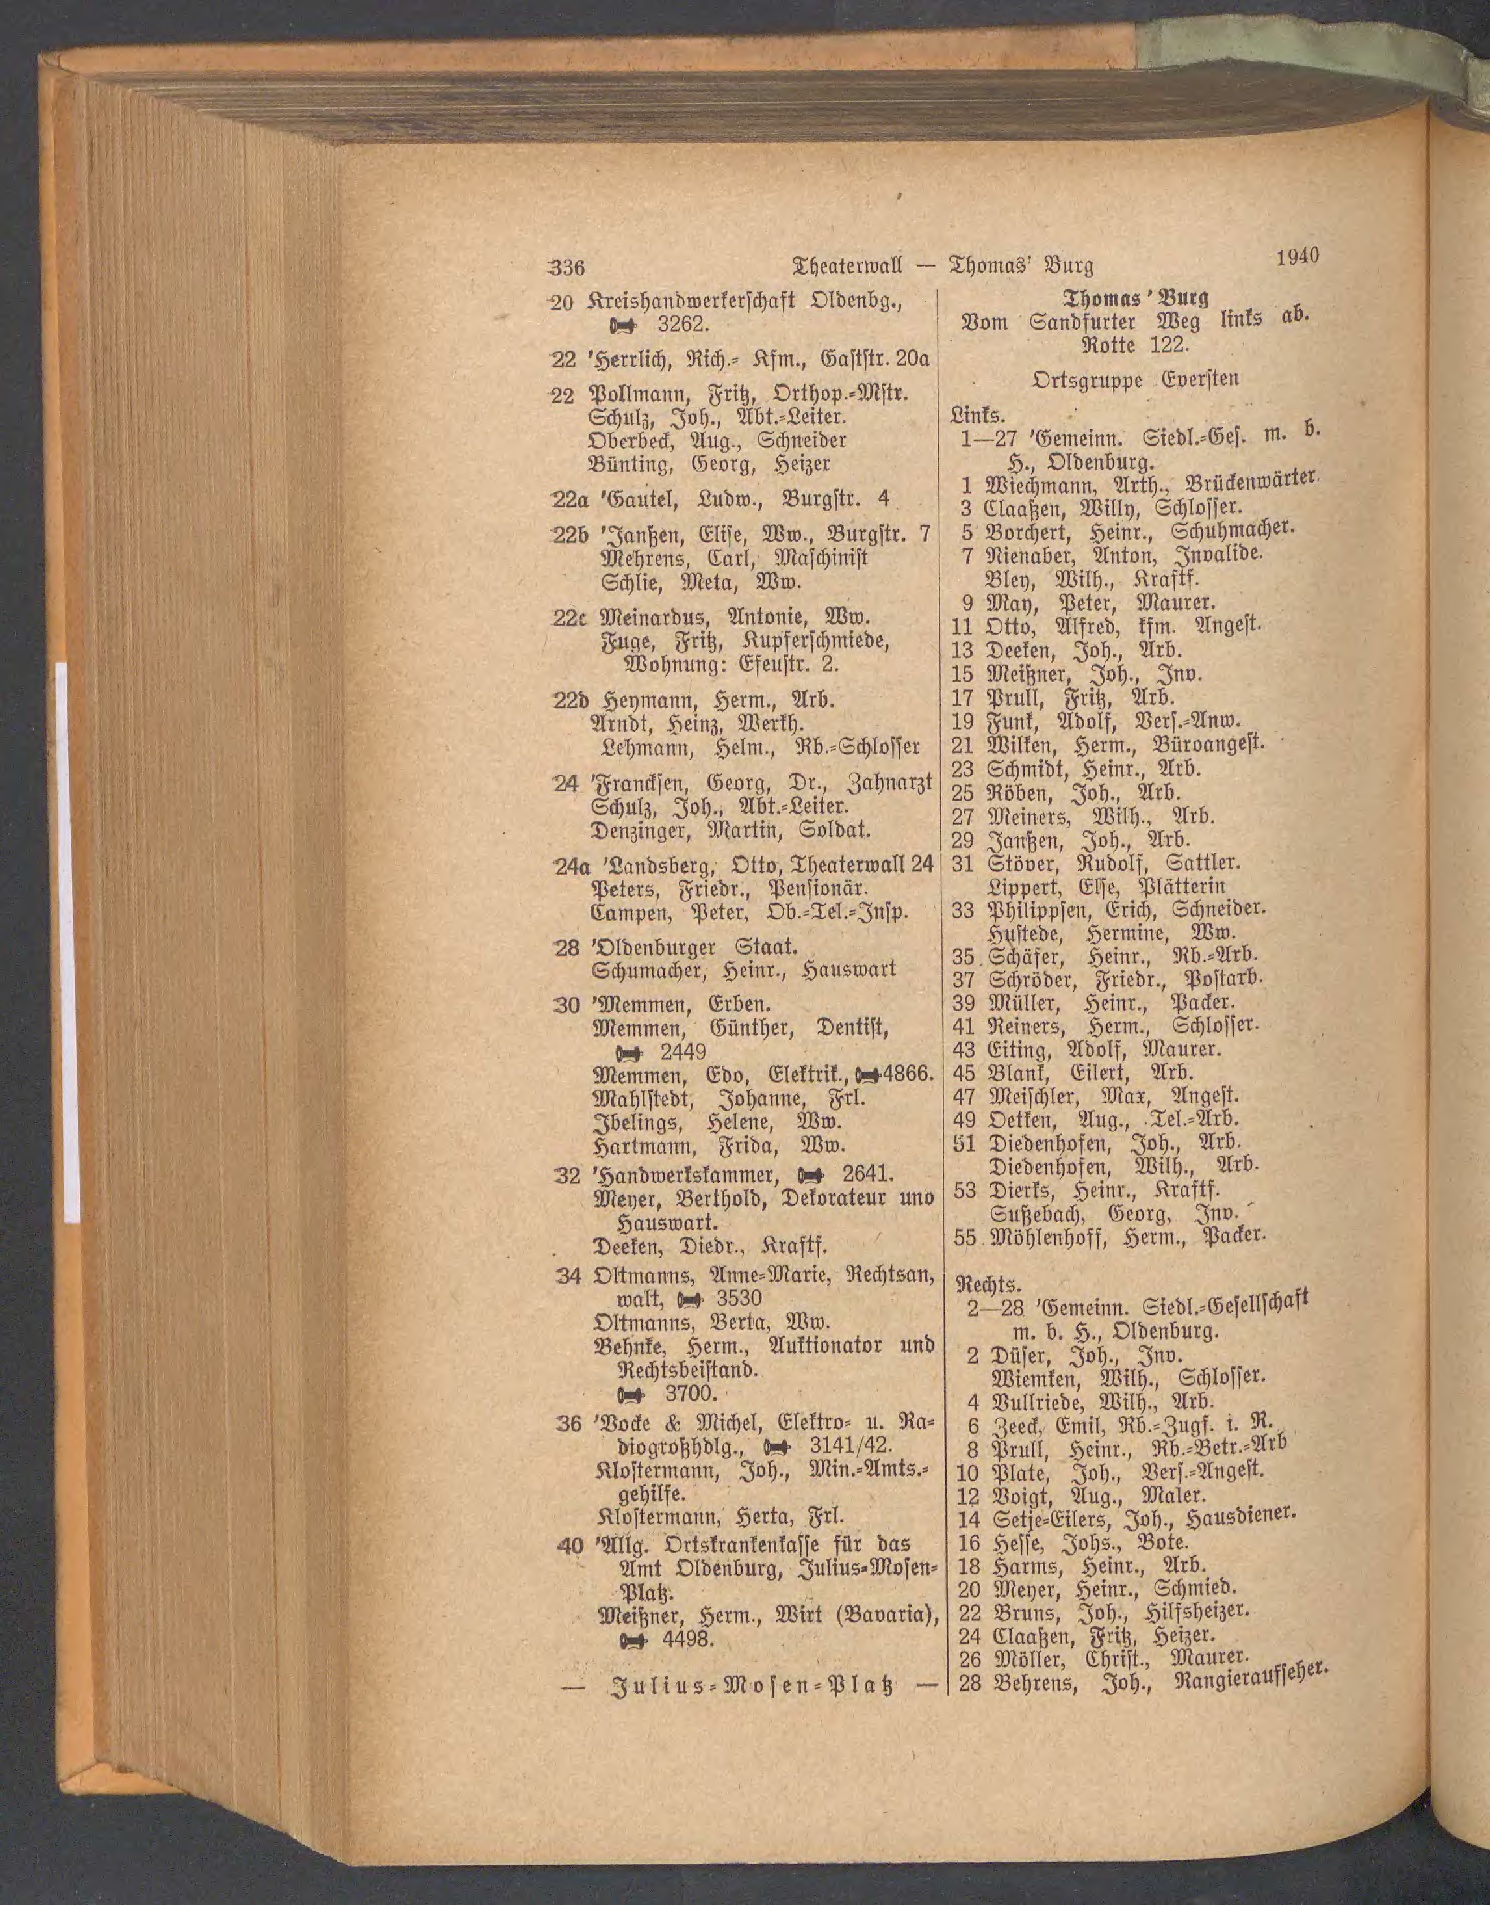 336 Theaterwall — Thomas' Burg 1940
20 Kreishandwerkerschaft Oldenbg.,
3262.
22 'Herrlich, Rich.= Kfm., Gaststr. 20a
22 Pollmann, Fritz, Orthop.=Mstr.
Schulz, Joh., Abt.=Leiter.
Oberbeck, Aug., Schneider
Bünting, Georg, Heizer
22a 'Gautel, Ludw., Burgstr. 4
22b 'Janßen, Elise, Ww., Burgstr. 7
Mehrens, Carl, Maschinist
Schlie, Meta, Ww.
22c Meinardus, Antonie, Ww.
Fuge, Fritz, Kupferschmiede,
Wohnung: Efeustr. 2.
22d Heymann, Herm., Arb.
Arndt, Heinz, Werkh.
Lehmann, Helm., Rb.=Schlosser
24 'Francksen, Georg, Dr., Zahnarzt
Schulz, Joh., Abt.=Leiter.
Denzinger, Martin, Soldat.
24a 'Landsberg, Otto, Theaterwall 24
Peters, Friedr., Pensionär.
Campen, Peter, Ob.=Tel.=Insp.
28 'Oldenburger Staat.
Schumacher, Heinr., Hauswart
30 'Memmen, Erben.
Memmen, Günther, Dentist,
2449
Memmen, Edo, Elektrik., 4866.
Mahlstedt, Johanne, Frl.
Ibelings, Helene, Ww.
Hartmann, Frida, Ww.
32 'Handwerkskammer, 2641.
Meyer, Berthold, Dekorateur und
Hauswart.
Deeken, Diedr., Kraftf.
34 Oltmanns, Anne=Marie, Rechtsan,
walt, 3530
Oltmanns, Berta, Ww.
Behnke, Herm., Auktionator und
Rechtsbeistand.
3700.
36 'Vocke & Michel, Elektro= u. Ra=
diogroßhdlg., 3141/42.
Klostermann, Joh., Min.=Amts.=
gehilfe.
Klostermann, Herta, Frl.
40 'Allg. Ortskrankenkasse für das
Amt Oldenburg, Julius=Mosen=
Platz.
Meißner, Herm., Wirt (Bavaria),
4498.
— Julius=Mosen=Platz —
Thomas' Burg
Vom Sandfurter Weg links ab.
Rotte 122.
Ortsgruppe Eversten
Links.
1—27 'Gemeinn. Siedl.=Ges. m. b.
H., Oldenburg.
1 Wiechmann, Arth., Brückenwärter.
3 Claaßen, Willy, Schlosser.
5 Borchert, Heinr., Schuhmacher.
7 Nienaber, Anton, Invalide.
Bley, Wilh., Kraftf.
9 May, Peter, Maurer.
11 Otto, Alfred, kfm. Angest.
13 Deeken, Joh., Arb.
15 Meißner, Joh., Inv.
17 Prull, Fritz, Arb.
19 Funk, Adolf, Vers.=Anw.
21 Wilken, Herm., Büroangest.
23 Schmidt, Heinr., Arb.
25 Röben, Joh., Arb.
27 Meiners, Wilh., Arb.
29 Janßen, Joh., Arb.
31 Stöver, Rudolf, Sattler.
Lippert, Else, Plätterin
33 Philippsen, Erich, Schneider.
Hustede, Hermine, Ww.
35 Schäfer, Heinr., Rb.=Arb.
37 Schröder, Friedr., Postarb.
39 Müller, Heinr., Packer.
41 Reiners, Herm., Schlosser.
43 Eiting, Adolf, Maurer.
45 Blank, Eilert, Arb.
47 Meischler, Max, Angest.
49 Oetken, Aug., Tel.=Arb.
51 Diedenhofen, Joh., Arb.
Diedenhofen, Wilh., Arb.
53 Dierks, Heinr., Kraftf.
Sußebach, Georg, Inv.
55 Möhlenhoff, Herm., Packer.
Rechts.
2—28 'Gemeinn. Siedl.=Gesellschaft
m. b. H., Oldenburg.
2 Düser, Joh., Inv.
Wiemken, Wilh., Schlosser.
4 Vullriede, Wilh., Arb.
6 Zeeck, Emil, Rb.=Zugf. i. R.
8 Prull, Heinr., Rb.=Betr.=Arb
10 Plate, Joh., Vers.=Angest.
12 Voigt, Aug., Maler.
14 Setje=Eilers, Joh., Hausdiener.
16 Hesse, Johs., Bote.
18 Harms, Heinr., Arb.
20 Meyer, Heinr., Schmied.
22 Bruns, Joh., Hilfsheizer.
24 Claaßen, Fritz, Heizer.
26 Möller, Christ., Maurer.
28 Behrens, Joh., Rangieraufseher.